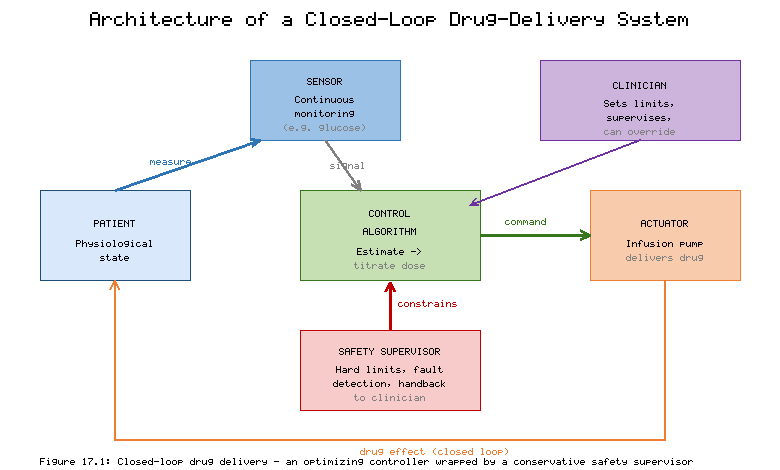 Architecture of a Closed-Loop Drug-Delivery System
SENSOR
Continuous
monitoring
(e.g. glucose)
CLINICIAN
Sets limits,
supervises,
can override
measure
signal
PATIENT
Physiological
state
CONTROL
ALGORITHM
Estimate ->
titrate dose
command
ACTUATOR
Infusion pump
delivers drug
constrains
SAFETY SUPERVISOR
Hard limits, fault
detection, handback
to clinician
drug effect (closed loop)
Figure 17.1: Closed-loop drug delivery - an optimizing controller wrapped by a conservative safety supervisor